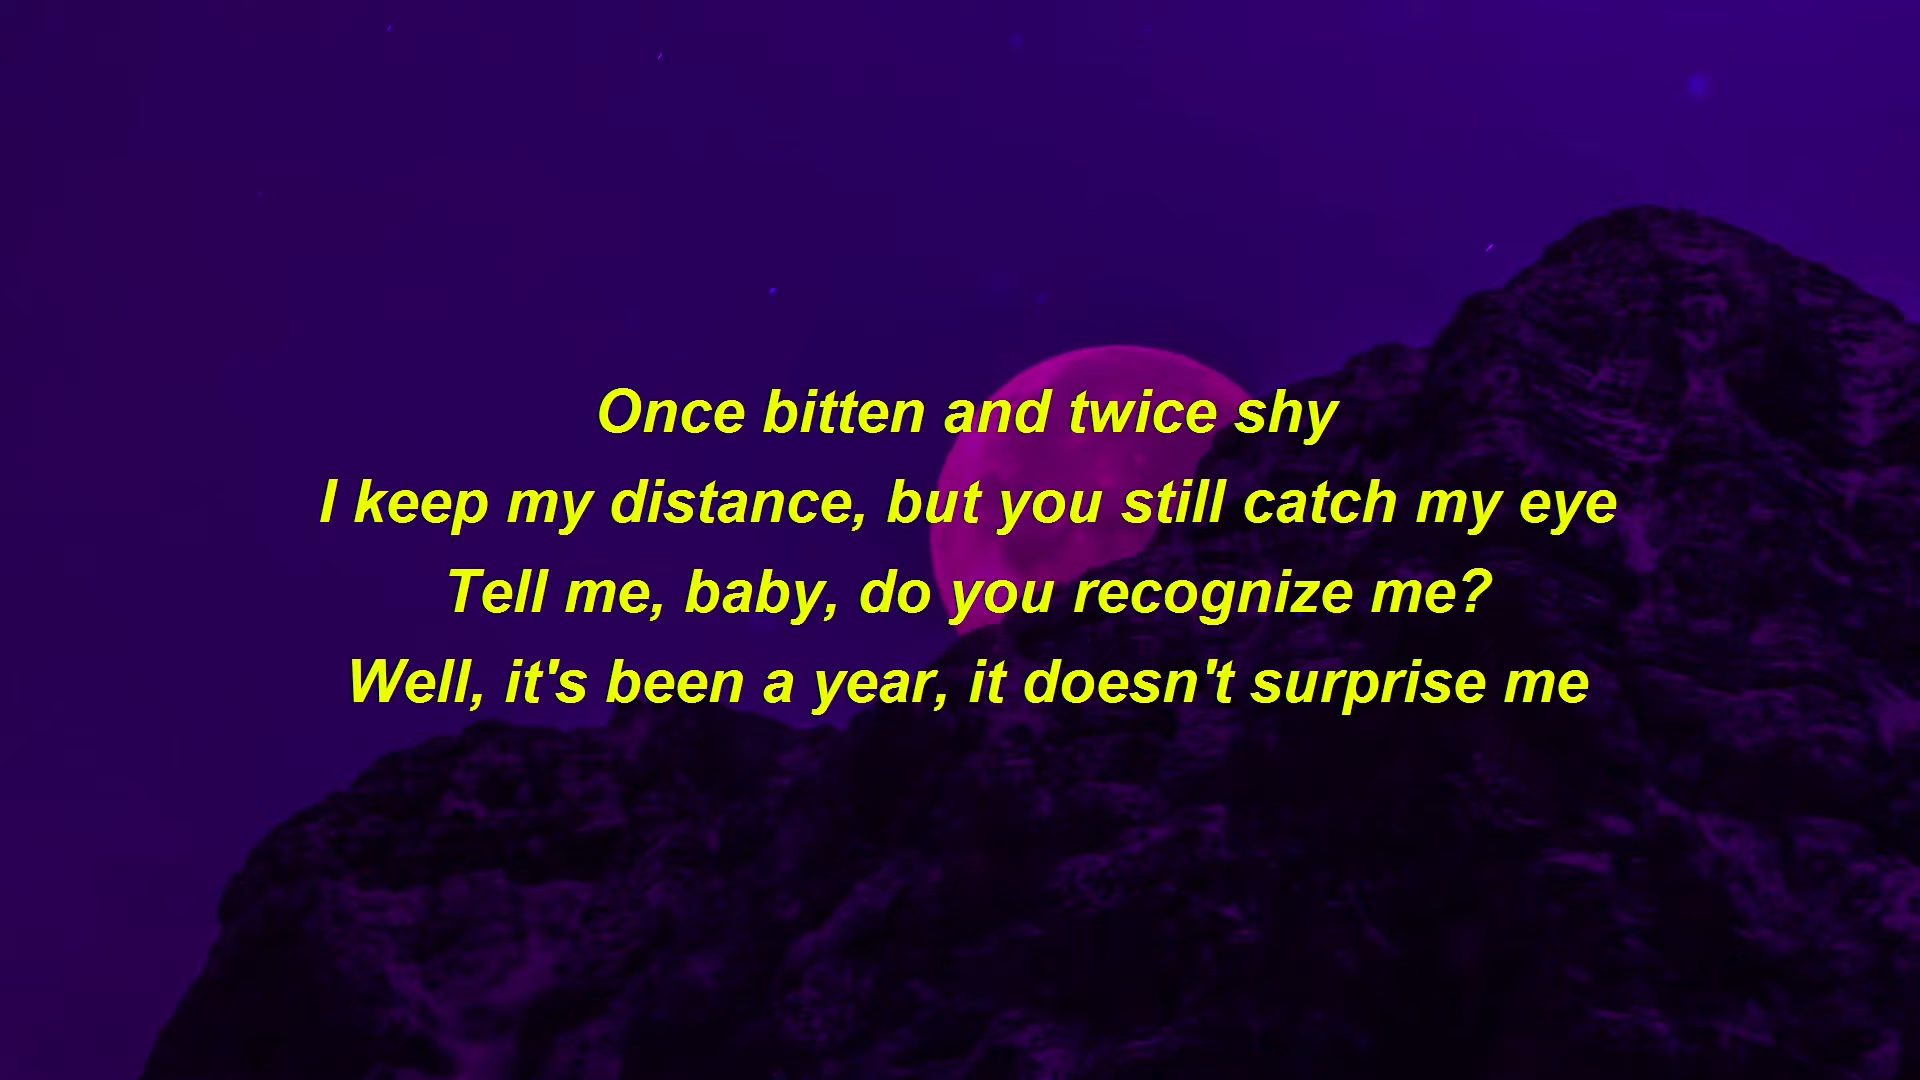 Once bitten and twice shy
I keep my distance, but you still catch my eye
Tell me, baby, do you recognize me?
Well, it's been a year, it doesn't surprise me